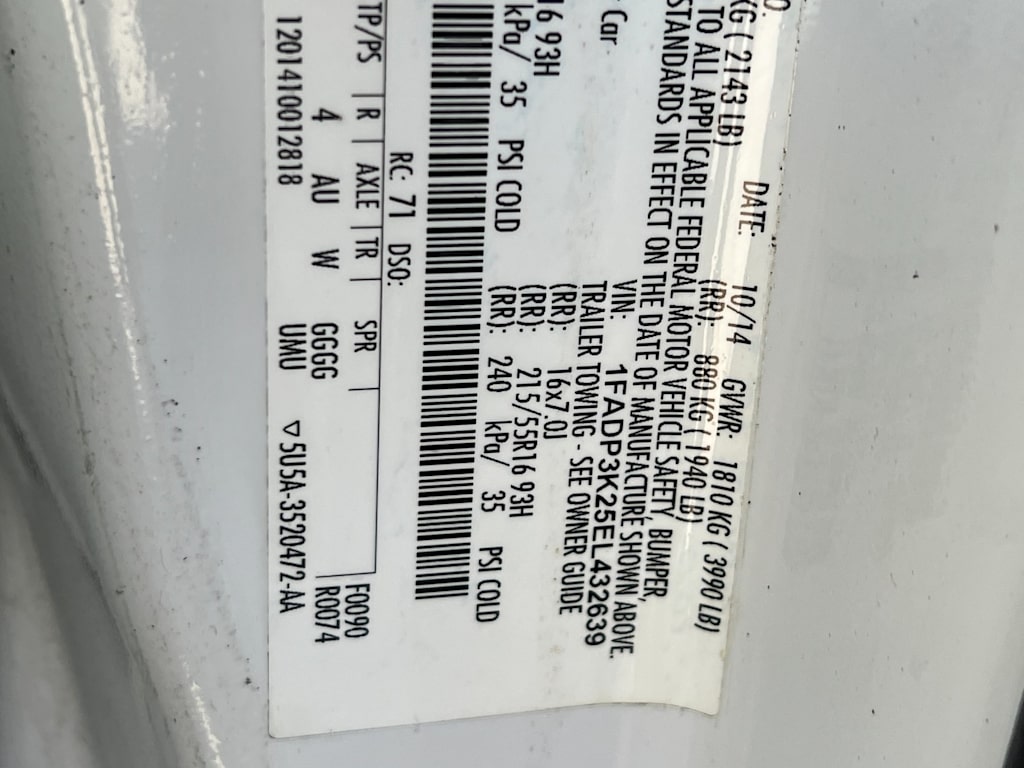 O.
DATE: 10/14 GVWR: 1810 KG ( 3990 LB)
KG ( 2143 LB) (RR): 880 KG ( 1940 LB)
TO ALL APPLICABLE FEDERAL MOTOR VEHICLE SAFETY, BUMPER,
STANDARDS IN EFFECT ON THE DATE OF MANUFACTURE SHOWN ABOVE.
VIN: 1FADP3K25EL432639
Car TRAILER TOWING - SEE OWNER GUIDE
(RR): 16x7.0J
16 93H (RR): 215/55R16 93H
kPa/ 35 PSI COLD (RR): 240 kPa/ 35 PSI COLD
RC: 71 DSO:
TP/PS R AXLE TR SPR F00090
4 AU W GGGG R0074
1201410012818 UMU ▽5U5A-3520472-AA